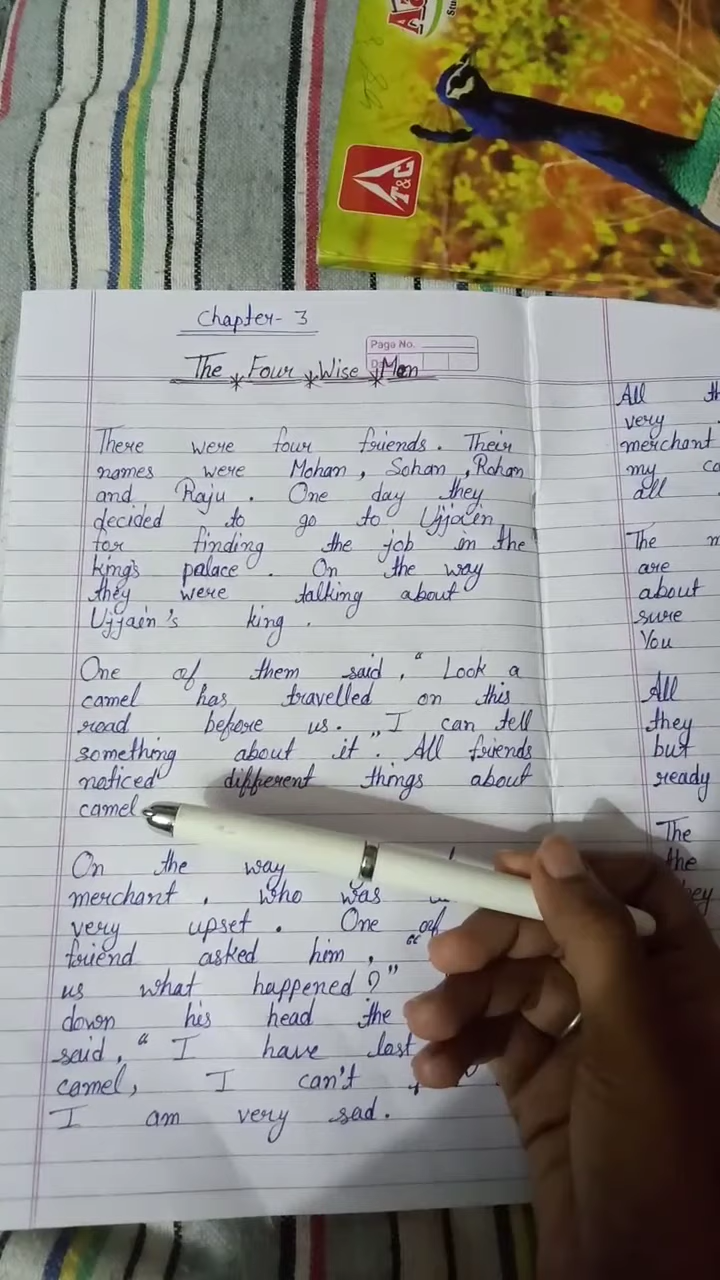 T&C
Chapter - 3
Page No.
The Four Wise Men
There were four friends. Their
names were Mohan, Sohan, Rohan
and Raju. One day they
decided to go to Ujjain
for finding the job in the
king's palace. On the way
they were talking about
Ujjain's king.
One of them said, "Look a
camel has travelled on this
road before us." I can tell
something about it". All friends
noticed different things about
camel
On the way
merchant, who was
very upset. One of
friend asked him, "
us what happened?"
down his head the
said, "I have lost
camel, I can't
I am very sad.
All
very
merchant
my
all
The
are
about
sure
You
All
they
but
ready
The
the